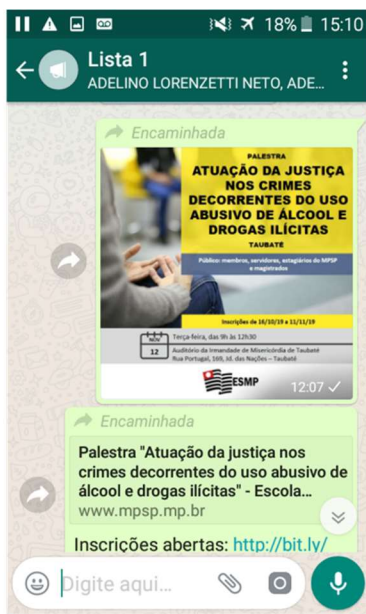 18% 15:10
Lista 1
ADELINO LORENZETTI NETO, ADE...
Encaminhada
PALESTRA
ATUAÇÃO DA JUSTIÇA
NOS CRIMES
DECORRENTES DO USO
ABUSIVO DE ÁLCOOL E
DROGAS ILÍCITAS
TAUBATÉ
Público: membros, servidores, estagiários do MPSP
e magistrados
Inscrições de 16/10/19 a 11/11/19
NOV
12
Terça-feira, das 9h às 12h30
Auditório da Irmandade de Misericórdia de Taubaté
Rua Portugal, 169, Jd. das Nações – Taubaté
ESMP
12:07
Encaminhada
Palestra "Atuação da justiça nos
crimes decorrentes do uso abusivo de
álcool e drogas ilícitas" - Escola...
www.mpsp.mp.br
Inscrições abertas: http://bit.ly/
Digite aqui...